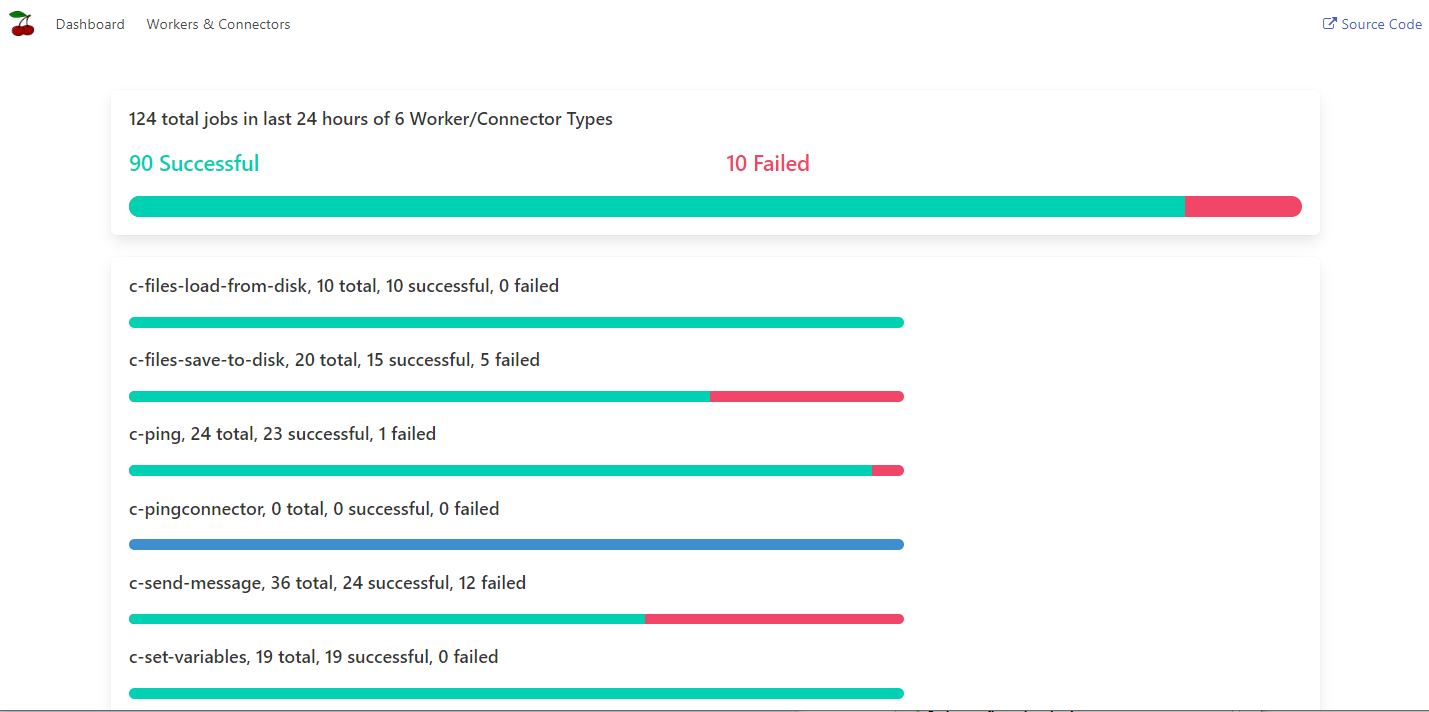 Dashboard
Workers & Connectors
Source Code
124 total jobs in last 24 hours of 6 Worker/Connector Types
90 Successful
10 Failed
c-files-load-from-disk, 10 total, 10 successful, 0 failed
c-files-save-to-disk, 20 total, 15 successful, 5 failed
c-ping, 24 total, 23 successful, 1 failed
c-pingconnector, 0 total, 0 successful, 0 failed
c-send-message, 36 total, 24 successful, 12 failed
c-set-variables, 19 total, 19 successful, 0 failed